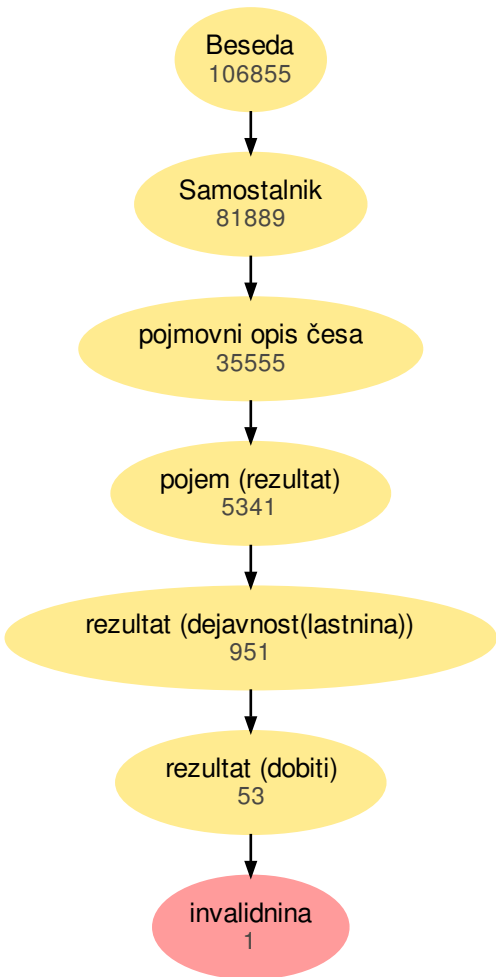 Beseda
106855
Samostalnik
81889
pojmovni opis česa
35555
pojem (rezultat)
5341
rezultat (dejavnost(lastnina))
951
rezultat (dobiti)
53
invalidnina
1